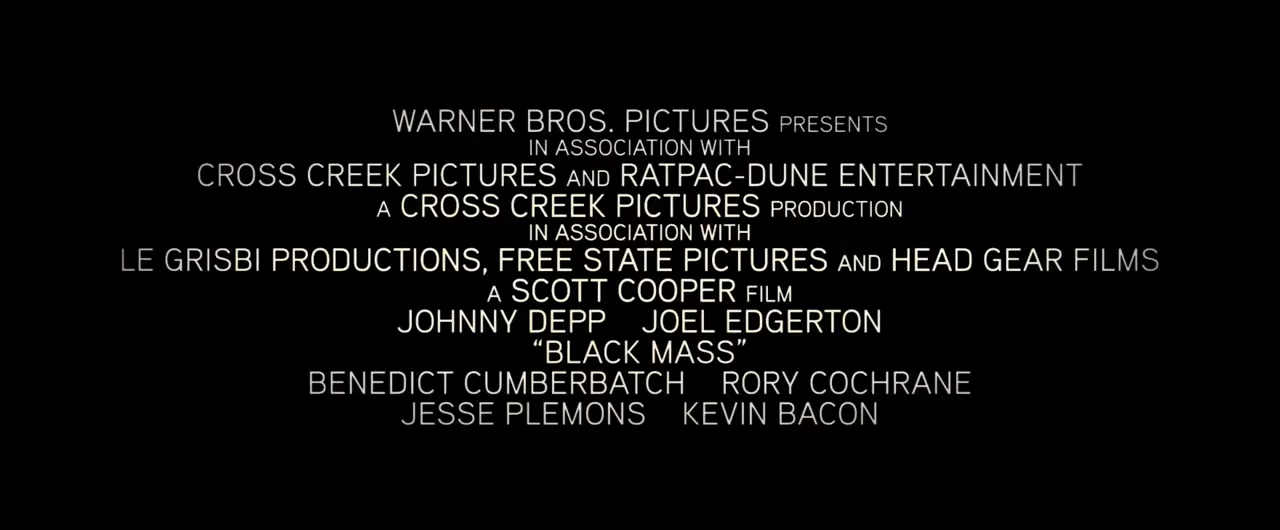 WARNER BROS. PICTURES PRESENTS
IN ASSOCIATION WITH
CROSS CREEK PICTURES AND RATPAC-DUNE ENTERTAINMENT
A CROSS CREEK PICTURES PRODUCTION
IN ASSOCIATION WITH
LE GRISBI PRODUCTIONS, FREE STATE PICTURES AND HEAD GEAR FILMS
A SCOTT COOPER FILM
JOHNNY DEPP JOEL EDGERTON
“BLACK MASS”
BENEDICT CUMBERBATCH RORY COCHRANE
JESSE PLEMONS KEVIN BACON